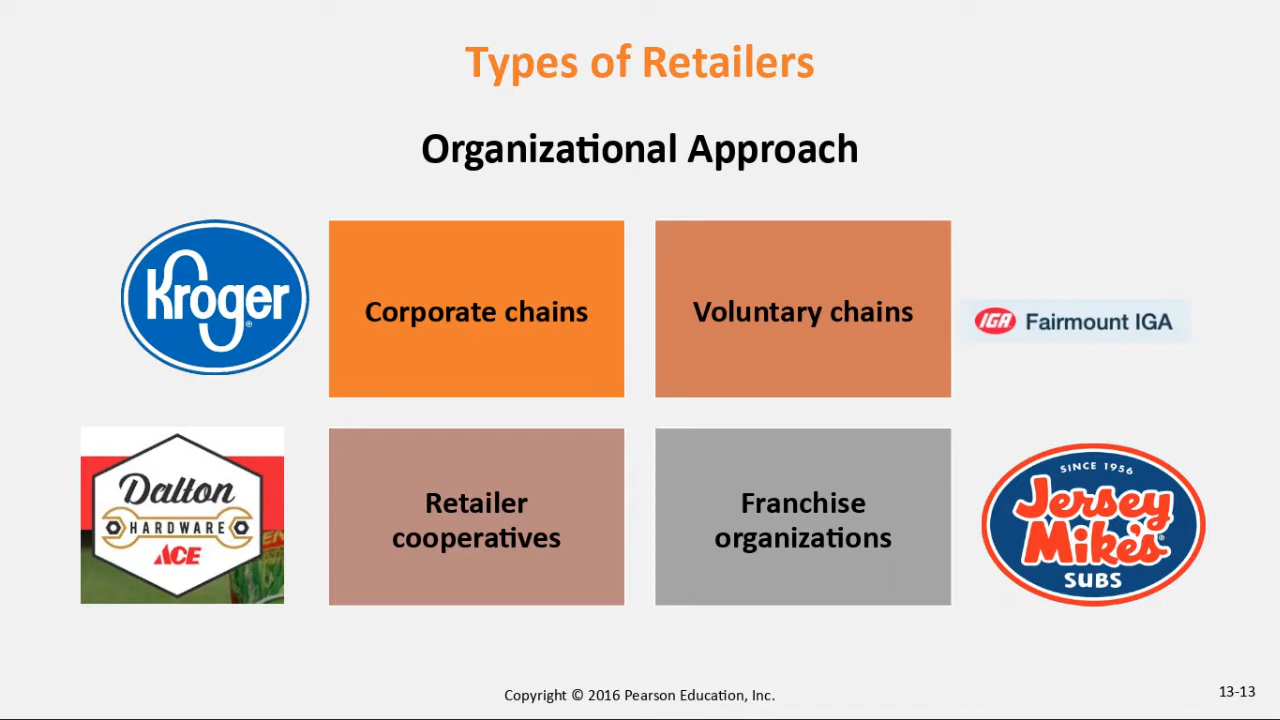 Types of Retailers
Organizational Approach
Kröger
Corporate chains
Voluntary chains
IGA Fairmount IGA
Dalton
HARDWARE
ACE
Retailer
cooperatives
Franchise
organizations
SINCE 1956
Jersey
Mike's
SUBS
Copyright © 2016 Pearson Education, Inc.
13-13